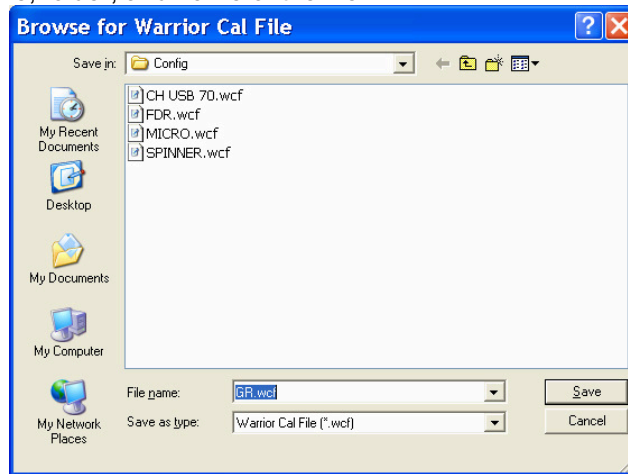 Browse for Warrior Cal File
Save in:
Config
My Recent
Documents
Desktop
My Documents
My Computer
My Network
Places
CH USB 70.wcf
FDR.wcf
MICRO.wcf
SPINNER.wcf
File name:
GR.wcf
Save
Save as type:
Warrior Cal File (*.wcf)
Cancel